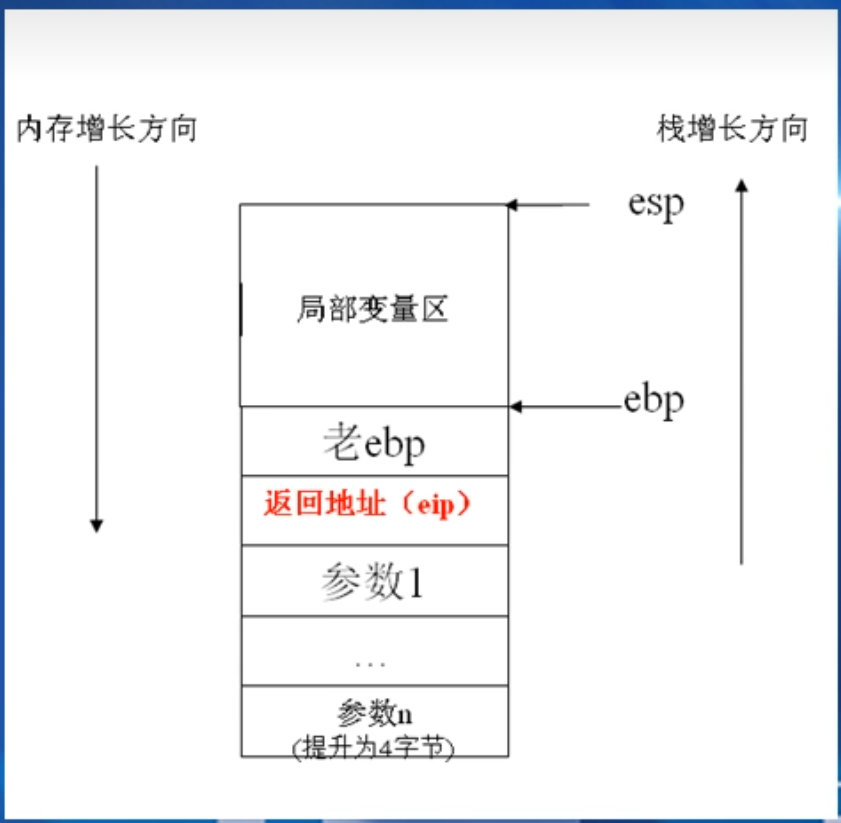 内存增长方向
栈增长方向
esp
局部变量区
ebp
老ebp
返回地址（eip）
参数1
...
参数n
(提升为4字节)